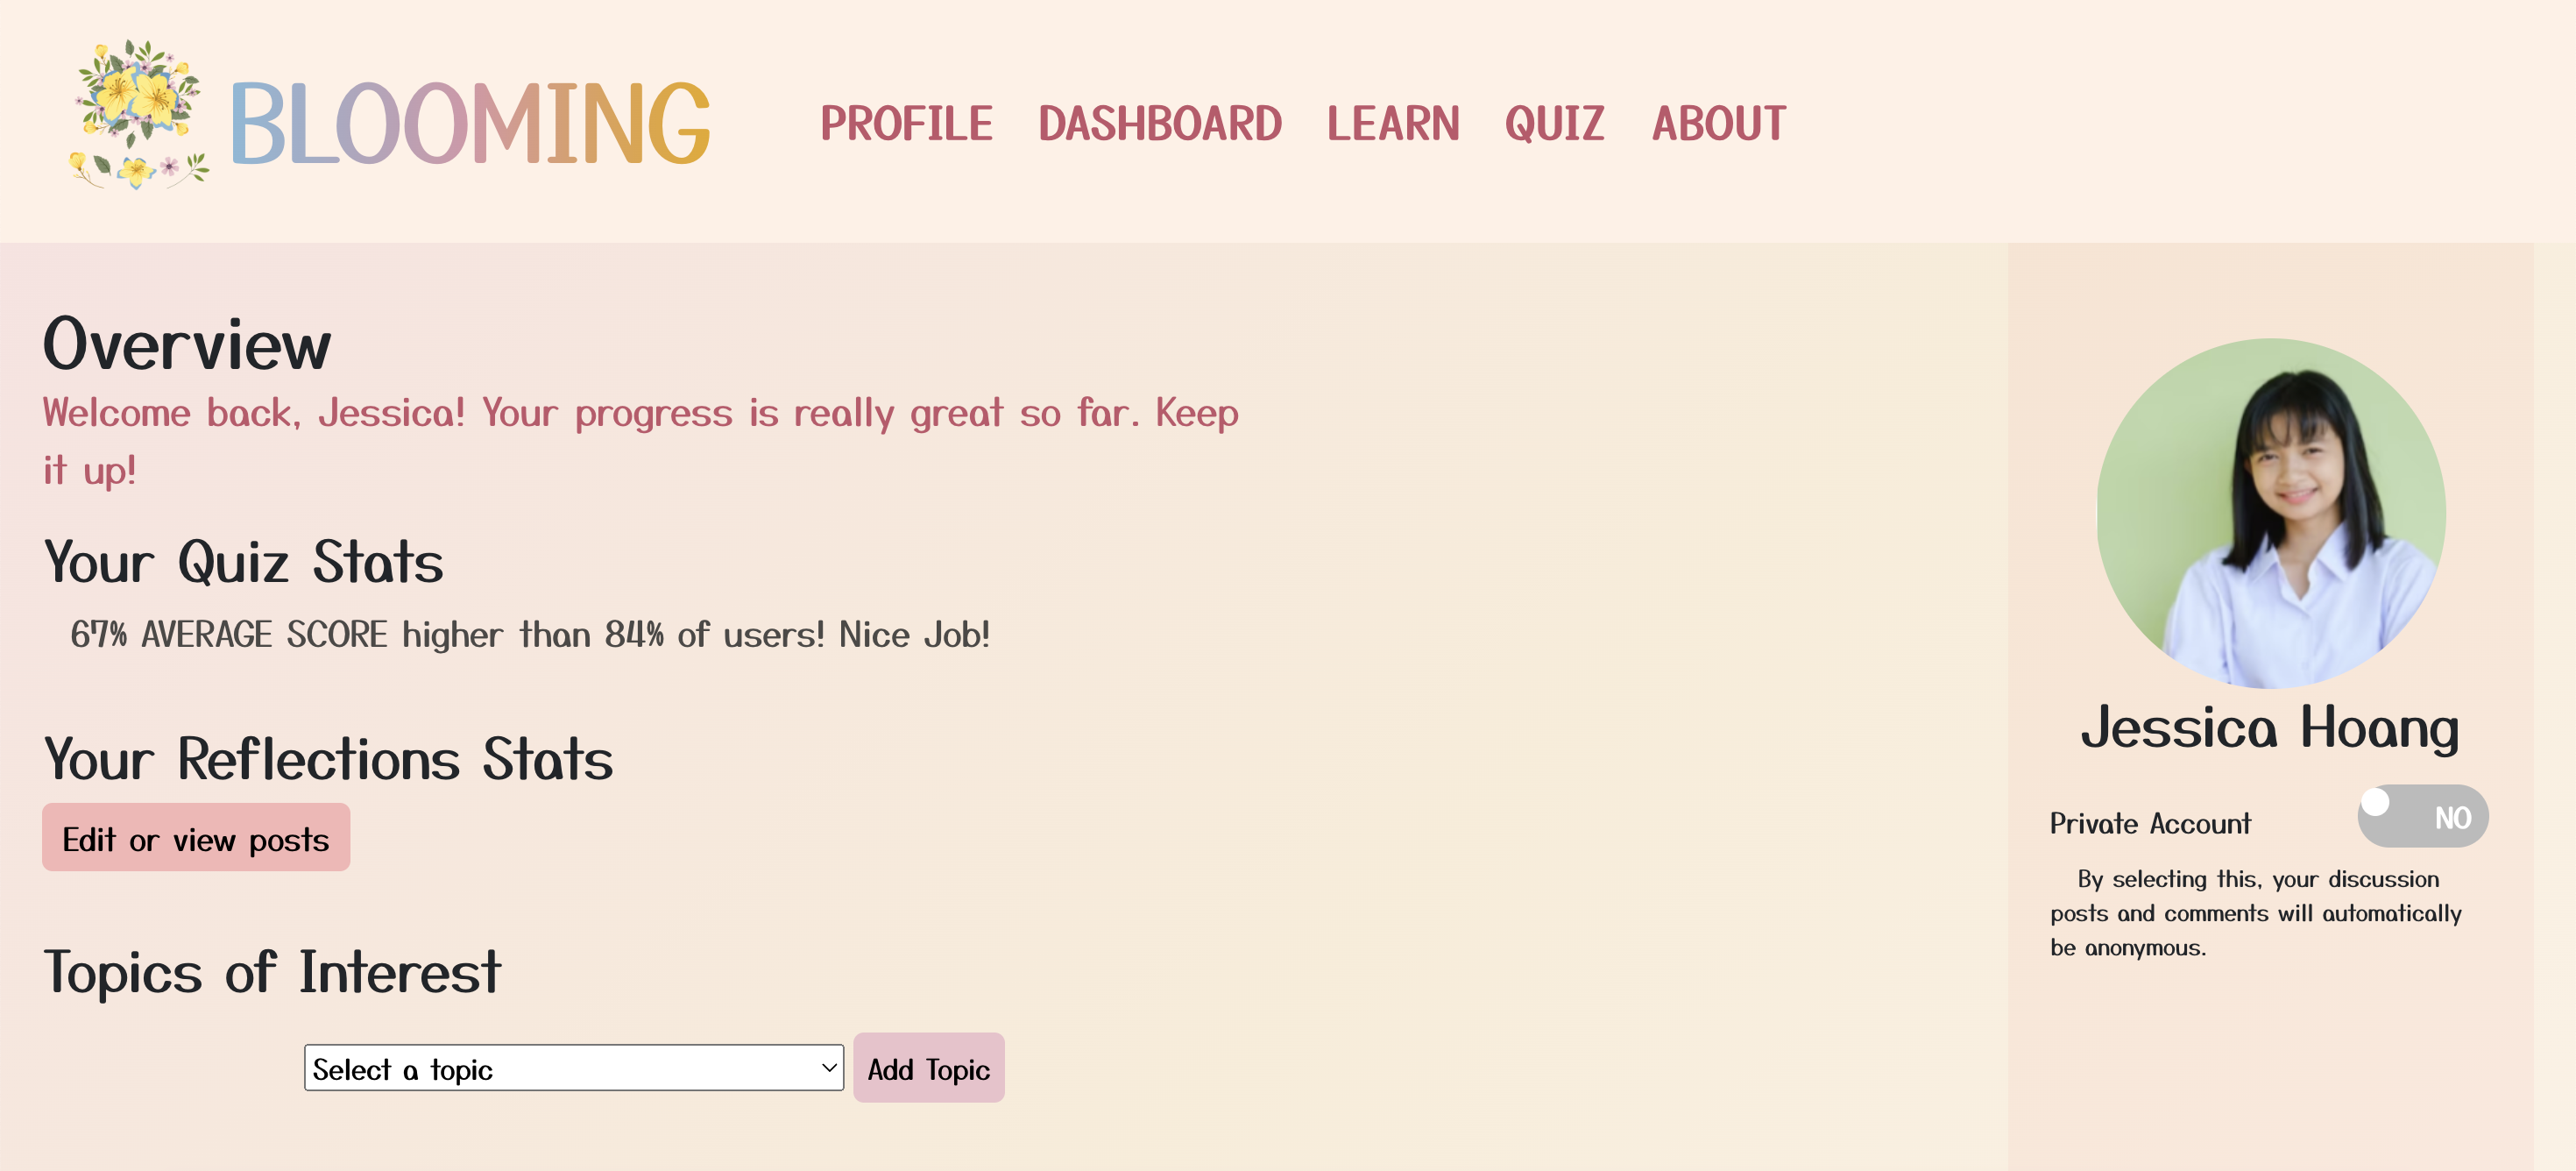 BLOOMING
PROFILE DASHBOARD LEARN QUIZ ABOUT
Overview
Welcome back, Jessica! Your progress is really great so far. Keep
it up!
Your Quiz Stats
67% AVERAGE SCORE higher than 84% of users! Nice Job!
Your Reflections Stats
Edit or view posts
Topics of Interest
Select a topic
Add Topic
Jessica Hoang
Private Account
NO
By selecting this, your discussion
posts and comments will automatically
be anonymous.